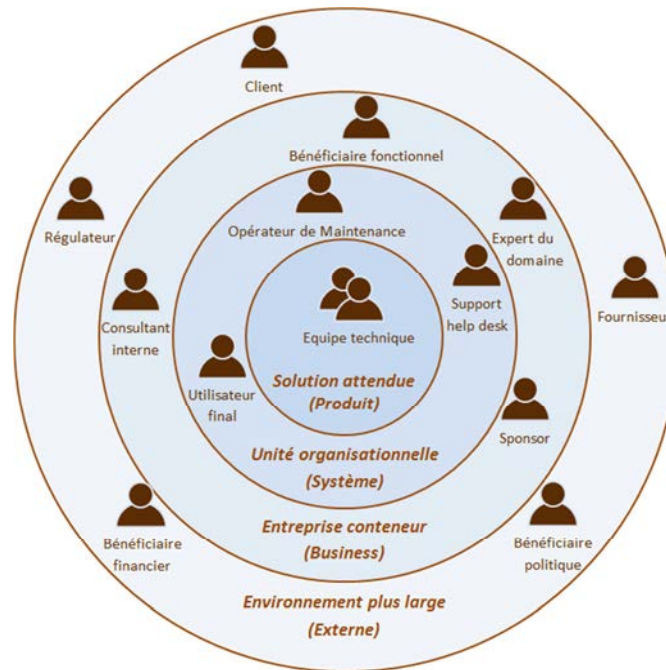 Client
Bénéficiaire fonctionnel
Régulateur
Opérateur de Maintenance
Expert du
domaine
Consultant
interne
Support
help desk
Fournisseur
Equipe technique
Utilisateur
final
Solution attendue
(Produit)
Sponsor
Unité organisationnelle
(Système)
Entreprise conteneur
(Business)
Bénéficiaire
financier
Bénéficiaire
politique
Environnement plus large
(Externe)